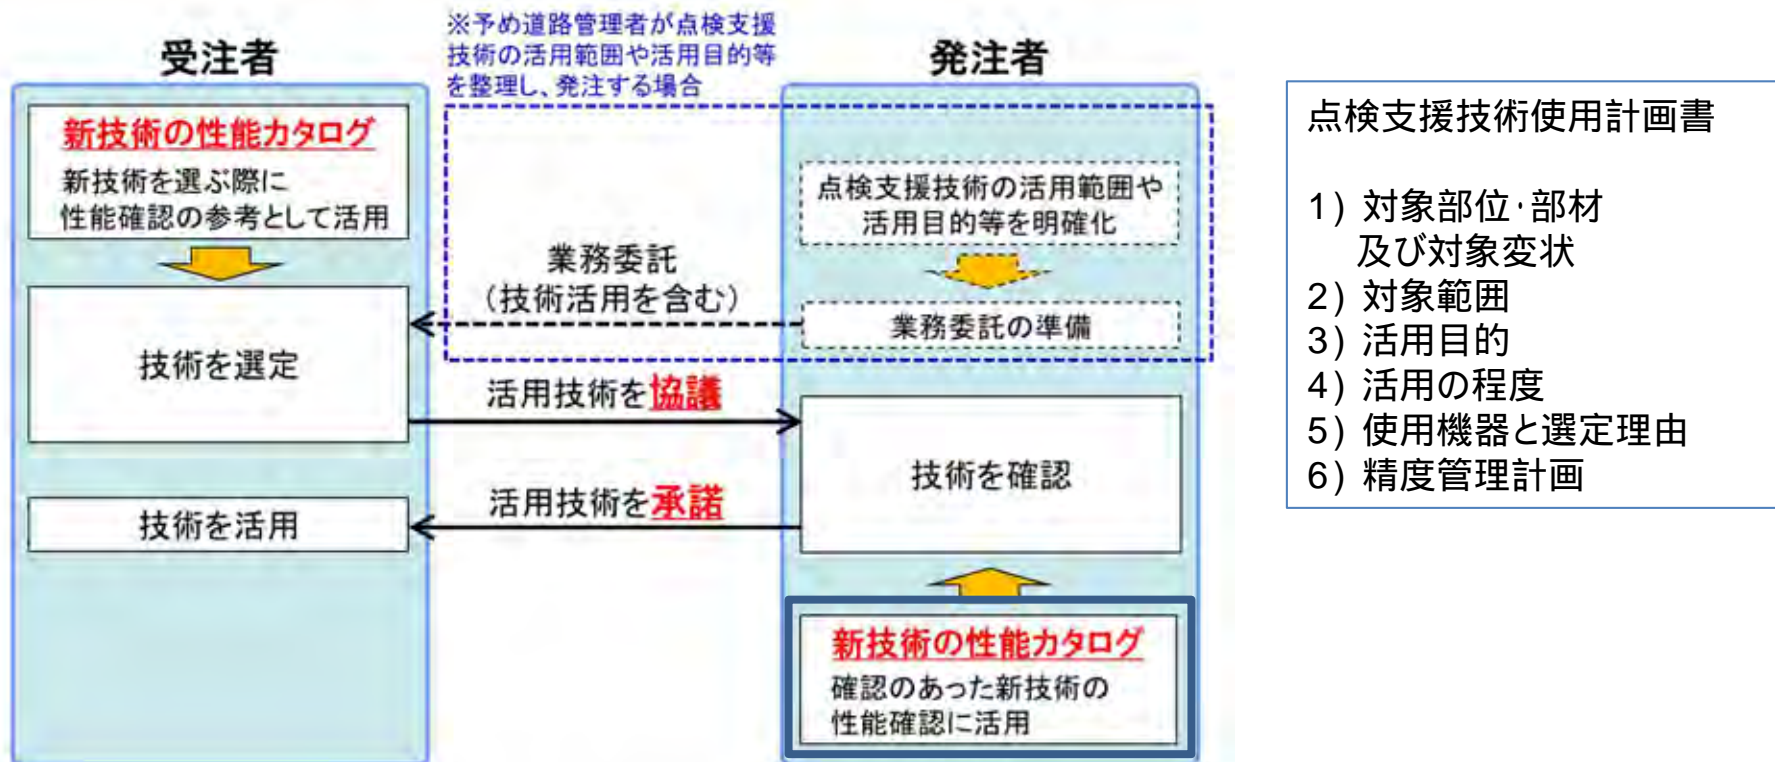 ※予め道路管理者が点検支援
技術の活用範囲や活用目的等
を整理し、発注する場合
受注者
新技術の性能カタログ
新技術を選ぶ際に
性能確認の参考として活用
技術を選定
技術を活用
業務委託
（技術活用を含む）
活用技術を協議
活用技術を承諾
発注者
点検支援技術の活用範囲や
活用目的等を明確化
業務委託の準備
技術を確認
新技術の性能カタログ
確認のあった新技術の
性能確認に活用
点検支援技術使用計画書
1) 対象部位･部材
及び対象変状
2) 対象範囲
3) 活用目的
4) 活用の程度
5) 使用機器と選定理由
6) 精度管理計画